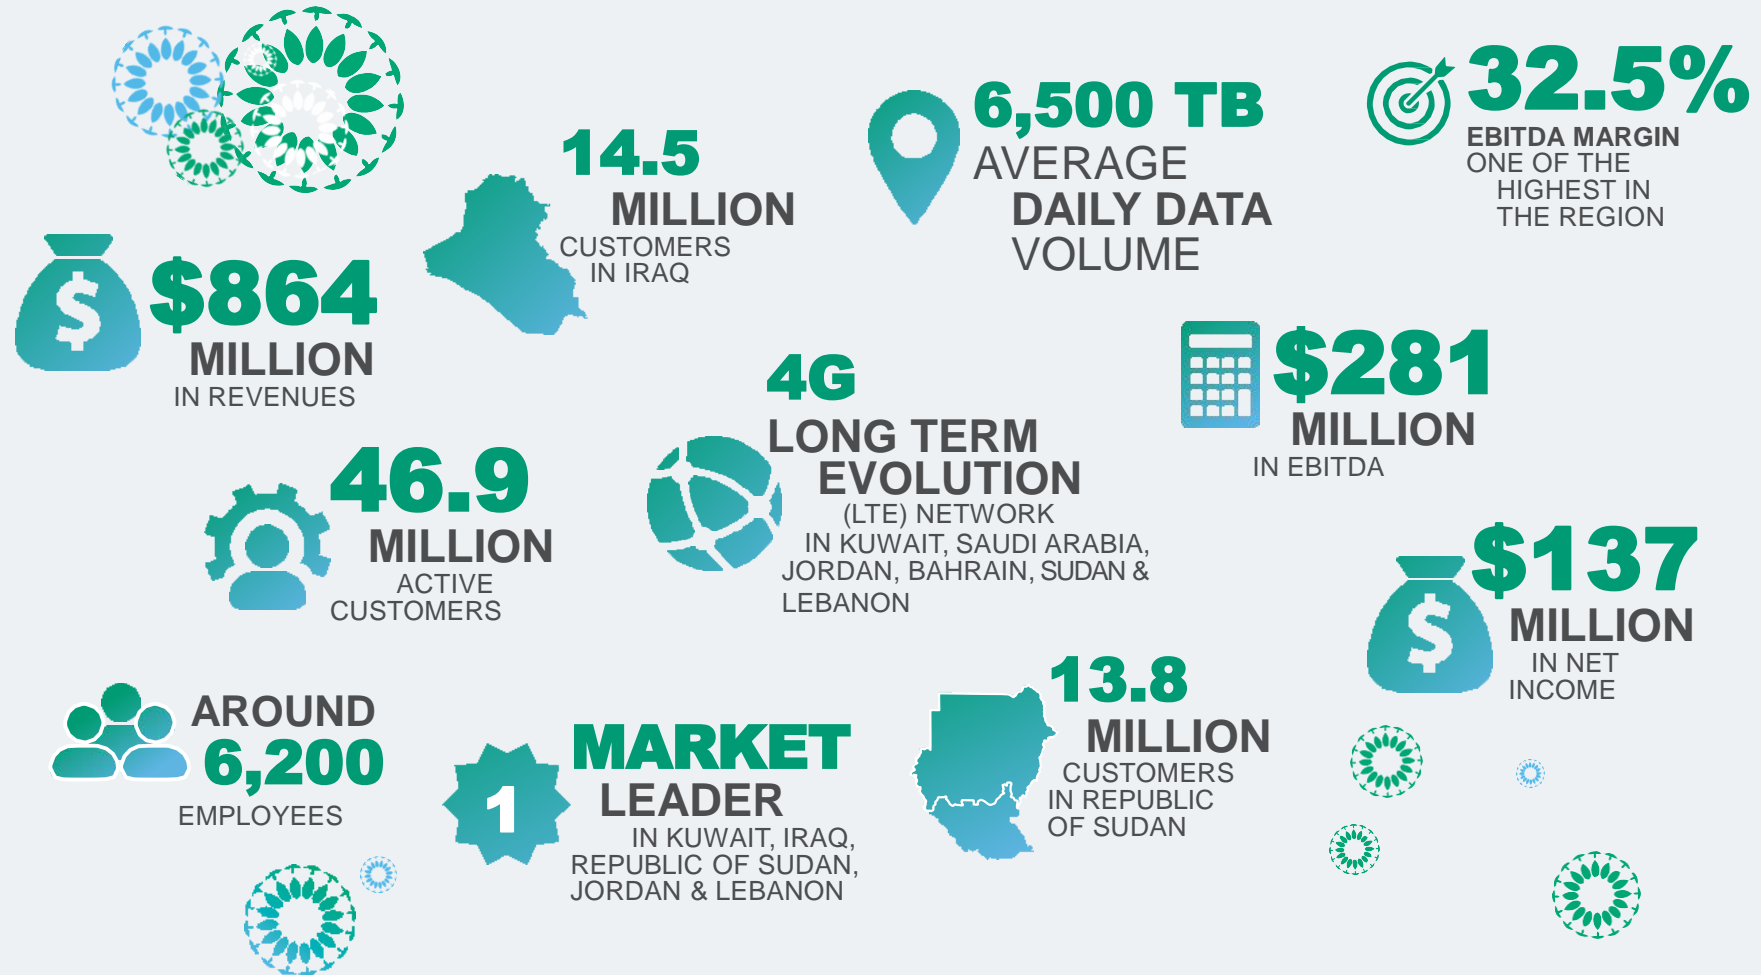 14.5
MILLION
CUSTOMERS
IN IRAQ
6,500 TB
AVERAGE
DAILY DATA
VOLUME
32.5%
EBITDA MARGIN
ONE OF THE
HIGHEST IN
THE REGION
$
$864
MILLION
IN REVENUES
4G
LONG TERM
EVOLUTION
(LTE) NETWORK
IN KUWAIT, SAUDI ARABIA,
JORDAN, BAHRAIN, SUDAN &
LEBANON
$281
MILLION
IN EBITDA
46.9
MILLION
ACTIVE
CUSTOMERS
$
$137
MILLION
IN NET
INCOME
AROUND
6,200
EMPLOYEES
1
MARKET
LEADER
IN KUWAIT, IRAQ,
REPUBLIC OF SUDAN,
JORDAN & LEBANON
13.8
MILLION
CUSTOMERS
IN REPUBLIC
OF SUDAN